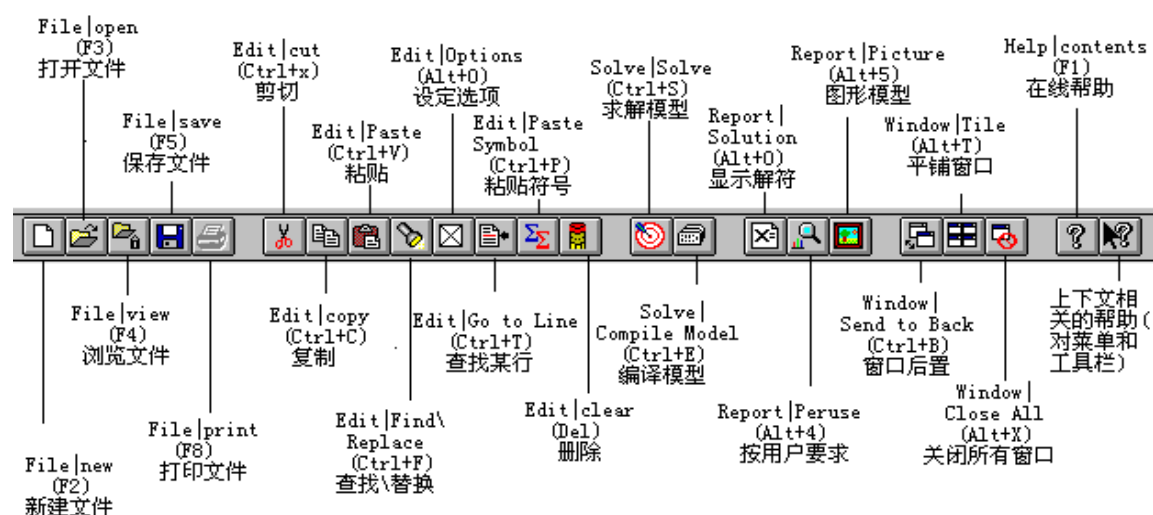 File|open
(F3)
打开文件
File|save
(F5)
保存文件
Edit|cut
(Ctrl+x)
剪切
Edit|Paste
(Ctrl+V)
粘贴
Edit|Options
(Alt+O)
设定选项
Edit|Paste
Symbol
(Ctrl+P)
粘贴符号
Solve|Solve
(Ctrl+S)
求解模型
Report|
Solution
(Alt+O)
显示解符
Report|Picture
(Alt+5)
图形模型
Window|Tile
(Alt+T)
平铺窗口
Help|contents
(F1)
在线帮助
File|new
(F2)
新建文件
File|view
(F4)
浏览文件
File|print
(F8)
打印文件
Edit|copy
(Ctrl+C)
复制
Edit|Find\
Replace
(Ctrl+F)
查找\替换
Edit|Go to Line
(Ctrl+T)
查找某行
Edit|clear
(Del)
删除
Solve|
Compile Model
(Ctrl+E)
编译模型
Report|Peruse
(Alt+4)
按用户要求
Window|
Send to Back
(Ctrl+B)
窗口后置
Window|
Close All
(Alt+X)
关闭所有窗口
上下文相
关的帮助(
对菜单和
工具栏)